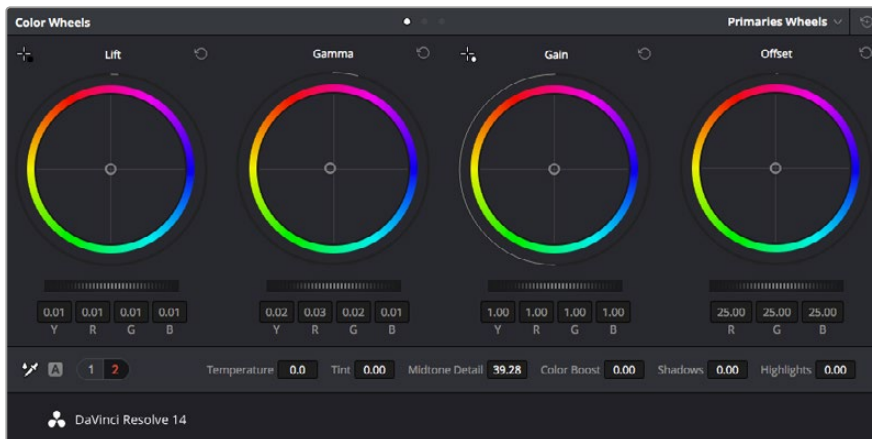 Color Wheels Primaries Wheels
Lift Gamma Gain Offset
0.01 0.01 0.01 0.01 0.02 0.03 0.02 0.01 1.00 1.00 1.00 1.00 25.00 25.00 25.00
Y R G B Y R G B Y R G B R G B
A 1 2 Temperature 0.0 Tint 0.00 Midtone Detail 39.28 Color Boost 0.00 Shadows 0.00 Highlights 0.00
DaVinci Resolve 14